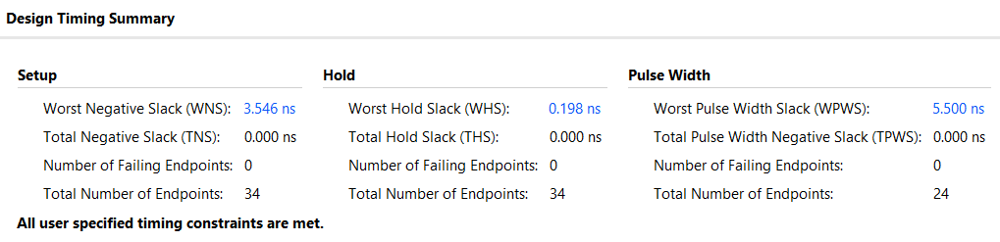 Design Timing Summary
Setup Hold Pulse Width
Worst Negative Slack (WNS): 3.546 ns Worst Hold Slack (WHS): 0.198 ns Worst Pulse Width Slack (WPWS): 5.500 ns
Total Negative Slack (TNS): 0.000 ns Total Hold Slack (THS): 0.000 ns Total Pulse Width Negative Slack (TPWS): 0.000 ns
Number of Failing Endpoints: 0 Number of Failing Endpoints: 0 Number of Failing Endpoints: 0
Total Number of Endpoints: 34 Total Number of Endpoints: 34 Total Number of Endpoints: 24
All user specified timing constraints are met.